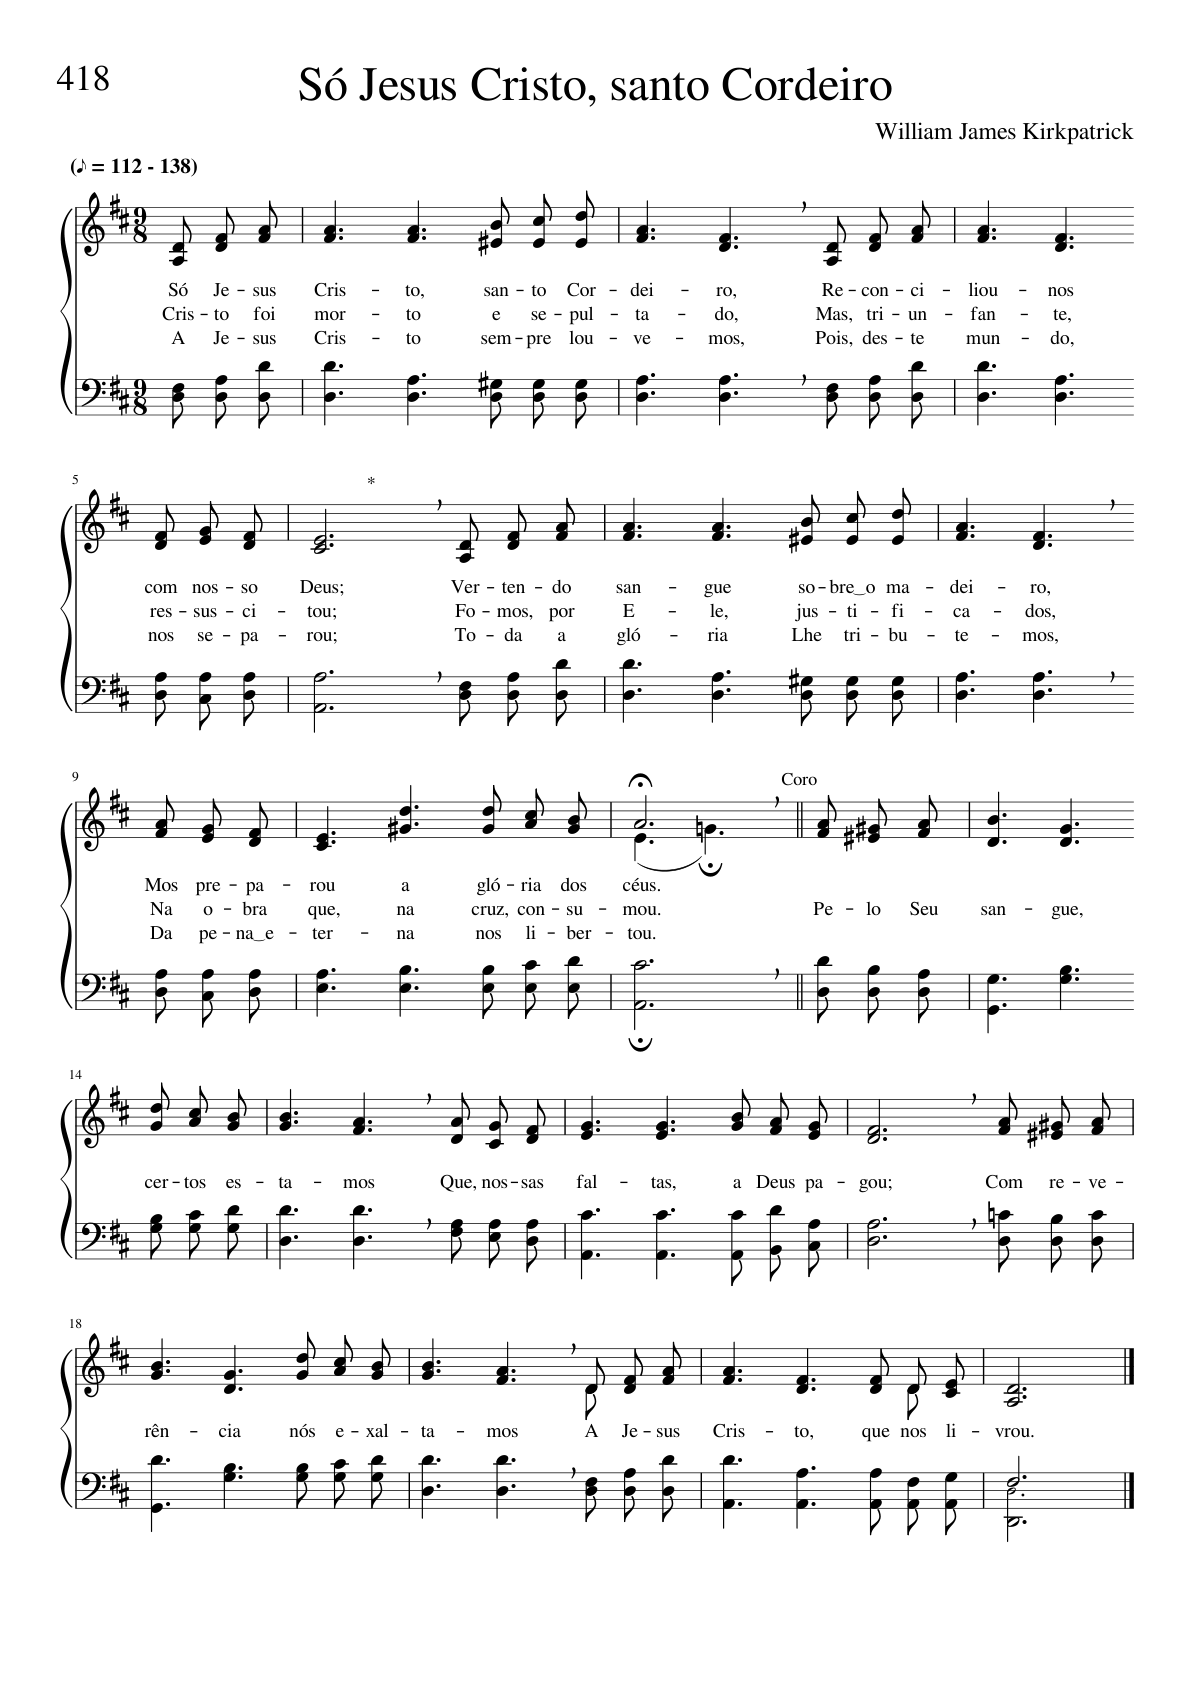 418
Só Jesus Cristo, santo Cordeiro
William James Kirkpatrick
(♪ = 112 - 138)
9 8
Só Je - sus Cris - to, san - to Cor - dei - ro, Re - con - ci - liou - nos
Cris - to foi mor - to e se - pul - ta - do, Mas, tri - un - fan - te,
A Je - sus Cris - to sem - pre lou - ve - mos, Pois, des - te mun - do,
9 8
5
*
com nos - so Deus; Ver - ten - do san - gue so - bre‿o ma - dei - ro,
res - sus - ci - tou; Fo - mos, por E - le, jus - ti - fi - ca - dos,
nos se - pa - rou; To - da a gló - ria Lhe tri - bu - te - mos,
9
Coro
Mos pre - pa - rou a gló - ria dos céus.
Na o - bra que, na cruz, con - su - mou. Pe - lo Seu san - gue,
Da pe - na‿e - ter - na nos li - ber - tou.
14
cer - tos es - ta - mos Que, nos - sas fal - tas, a Deus pa - gou; Com re - ve -
18
rên - cia nós e - xal - ta - mos A Je - sus Cris - to, que nos li - vrou.